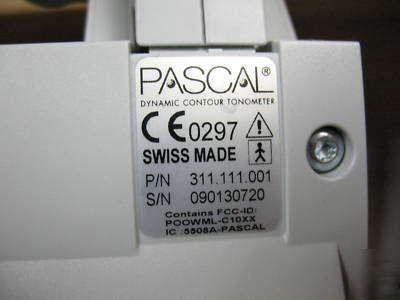 PASCAL®
DYNAMIC CONTOUR TONOMETER
CE 0297
SWISS MADE
P/N 311.111.001
S/N 090130720
Contains FCC-ID:
POOWML-C10XX
IC :5508A-PASCAL